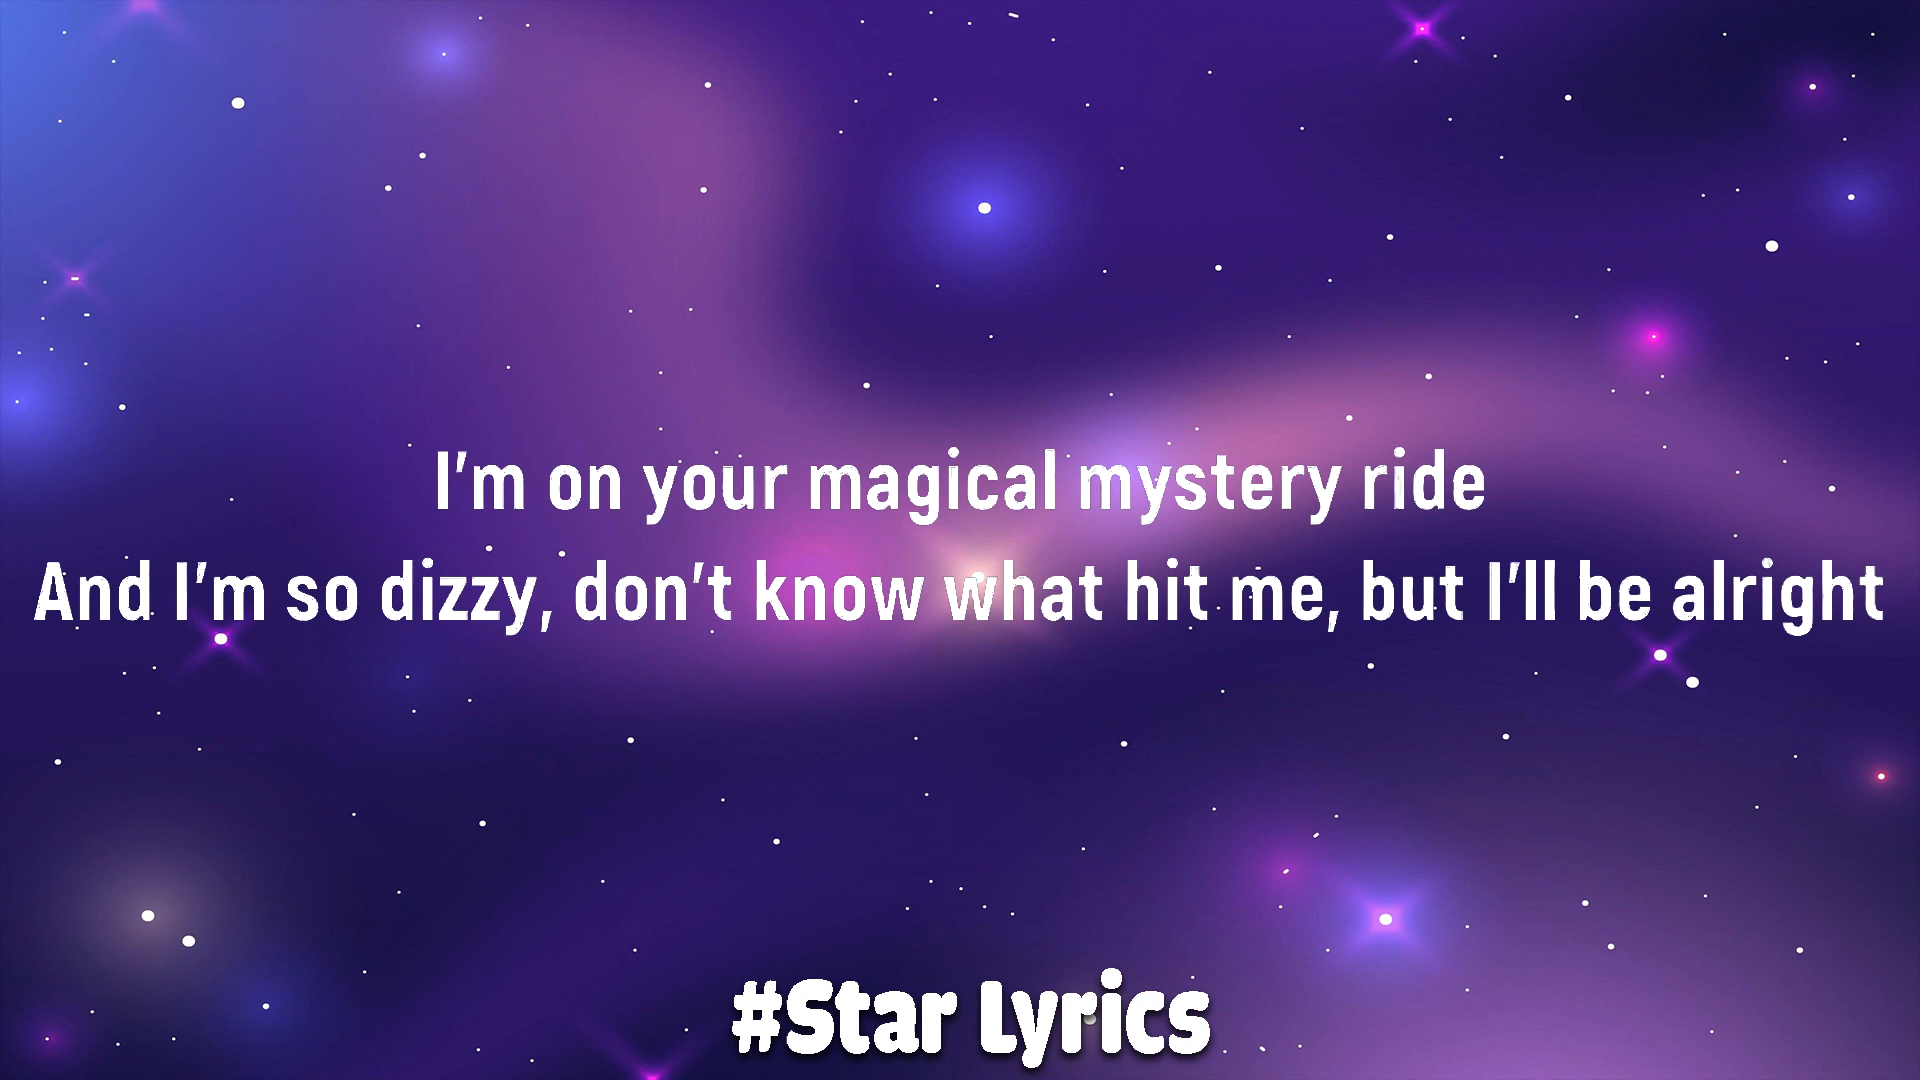 I'm on your magical mystery ride
And I'm so dizzy, don't know what hit me, but I'll be alright
#Star Lyrics